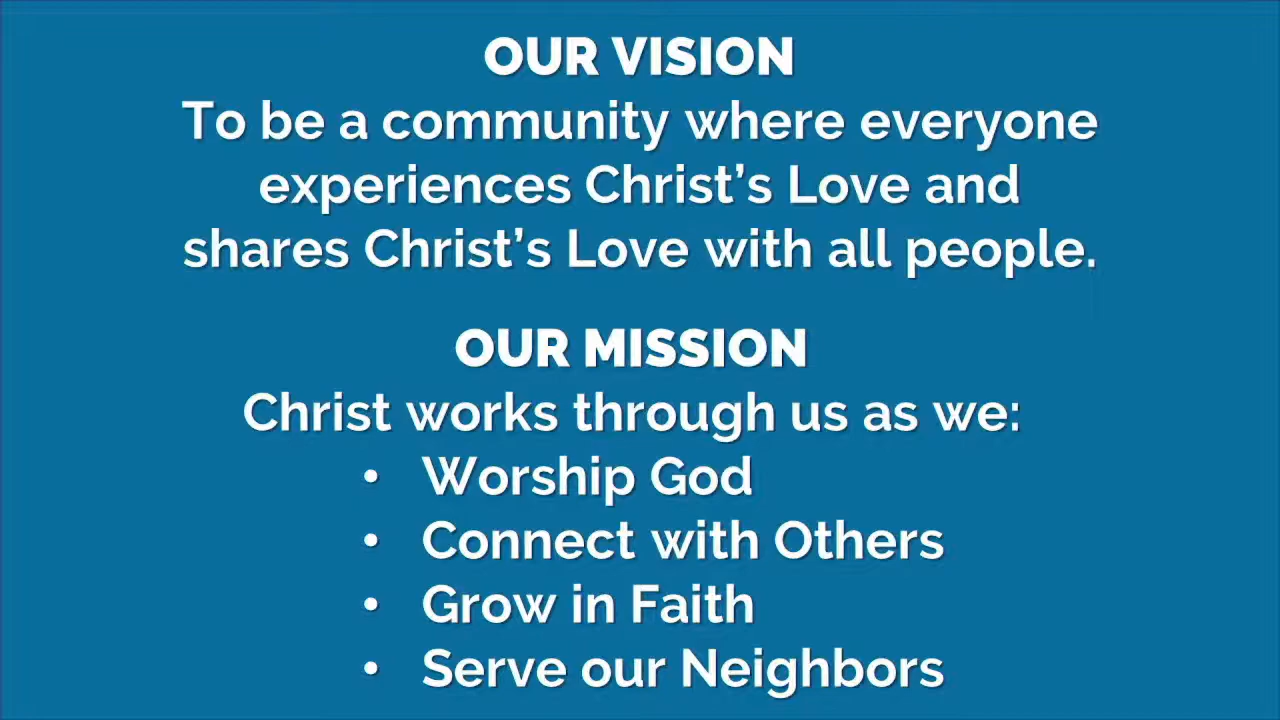 OUR VISION
To be a community where everyone
experiences Christ’s Love and
shares Christ’s Love with all people.
OUR MISSION
Christ works through us as we:
• Worship God
• Connect with Others
• Grow in Faith
• Serve our Neighbors